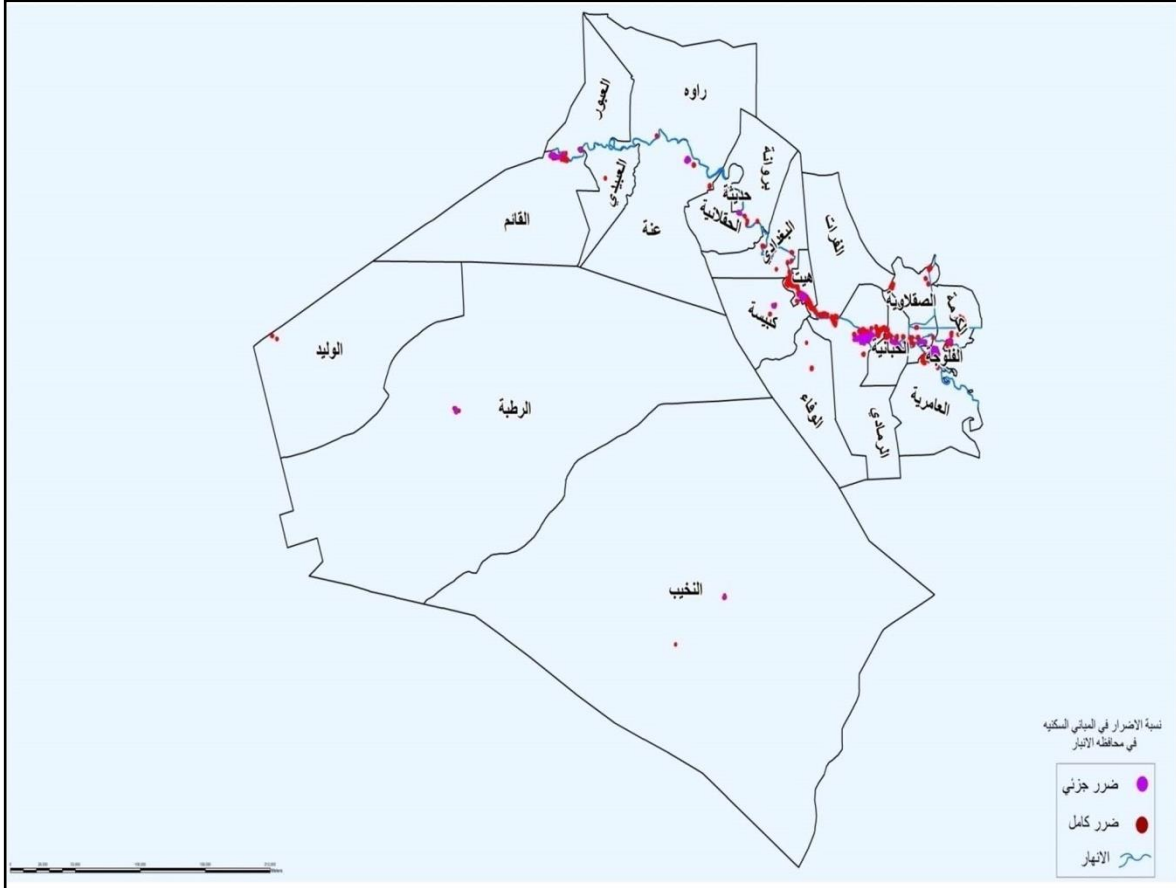 راوه
العبور
بروانة
العبيدي
حديثة
الحقلانية
القائم
عنة
البغدادي
الفرات
هيت
الصقلاوية
الكرمة
كبيسة
الحبانية
الفلوجة
الوليد
الرطبة
الوفاء
الرمادي
العامرية
النخيب
نسبة الاضرار في المباني السكنيه
في محافظه الانبار
ضرر جزئي
ضرر كامل
الانهار